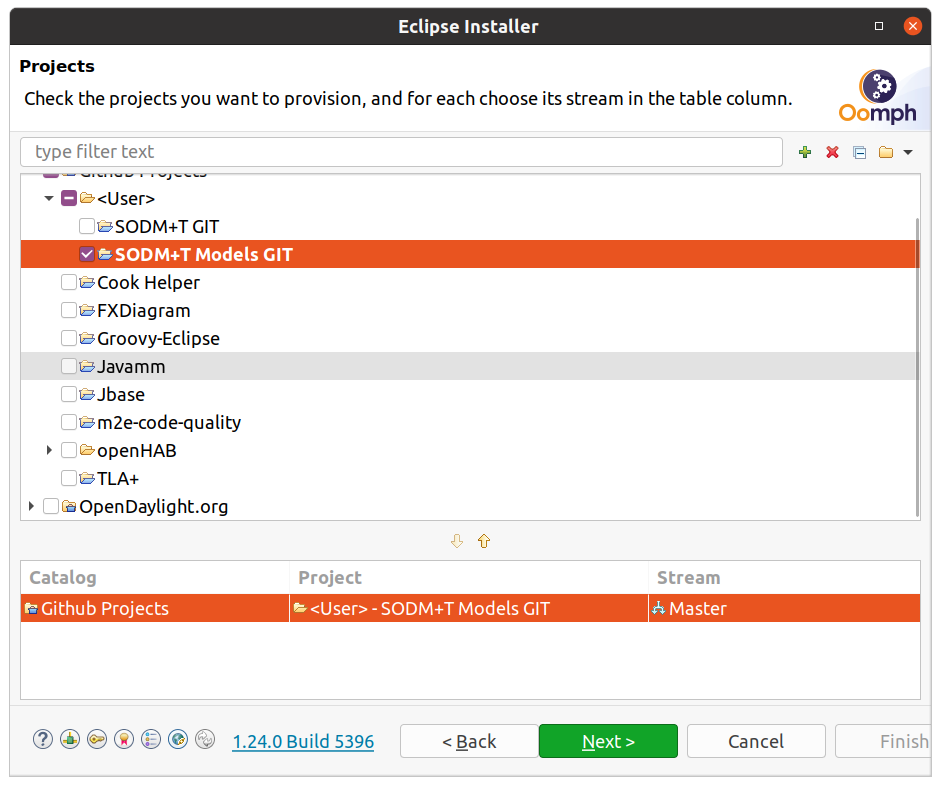 Eclipse Installer
Projects
Check the projects you want to provision, and for each choose its stream in the table column.
Oomph
type filter text
Github Projects
<User>
SODM+T GIT
SODM+T Models GIT
Cook Helper
FXDiagram
Groovy-Eclipse
Javamm
Jbase
m2e-code-quality
openHAB
TLA+
OpenDaylight.org
Catalog Project Stream
Github Projects <User> - SODM+T Models GIT Master
1.24.0 Build 5396 < Back Next > Cancel Finish